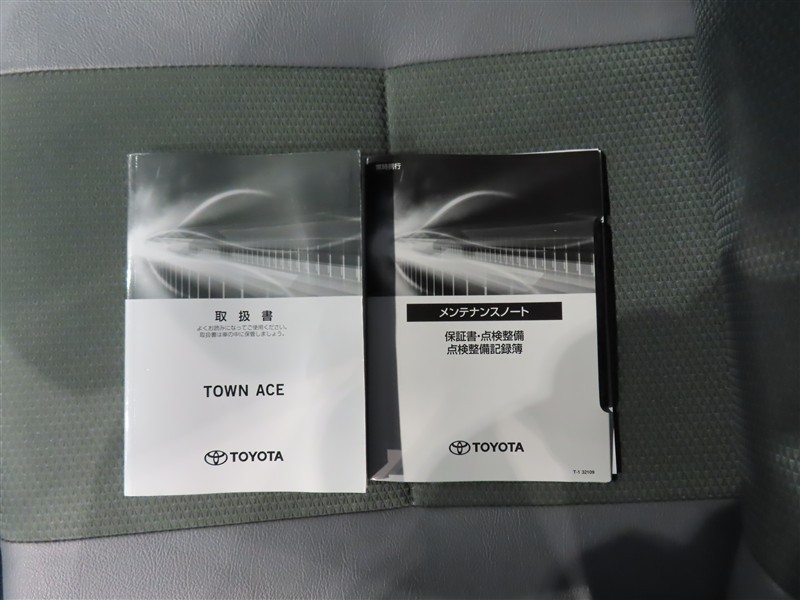 取扱書
よくお読みになってご使用ください。
取扱書は車の中に保管しましょう。
TOWN ACE
TOYOTA
メンテナンスノート
保証書・点検整備
点検整備記録簿
TOYOTA